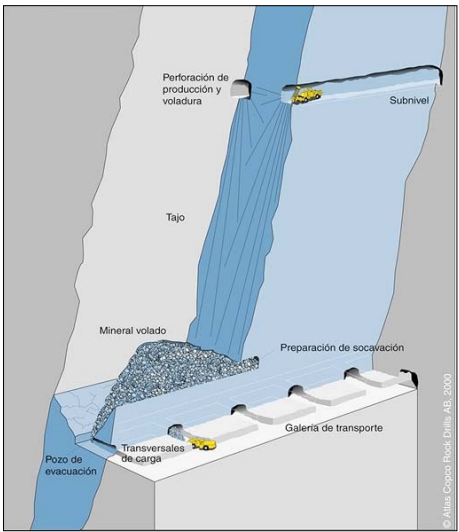 Perforación de
producción y
voladura
Subnivel
Tajo
Mineral volado
Preparación de socavación
Galería de transporte
Transversales
de carga
Pozo de
evacuación
© Atlas Copco Rock Drills AB, 2000